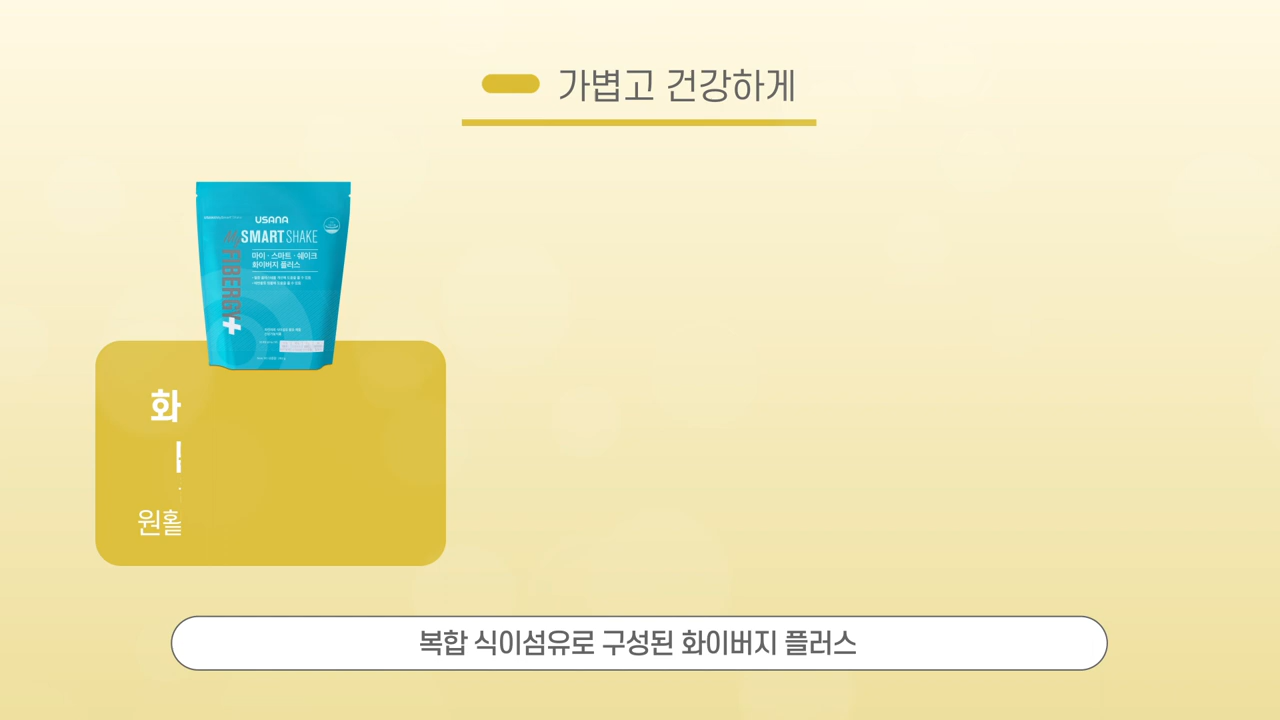 가볍고 건강하게
USANA
My SMART SHAKE
FIBERGY+
마이 · 스마트 · 쉐이크
화이버지 플러스
화
원홀
복합 식이섬유로 구성된 화이버지 플러스